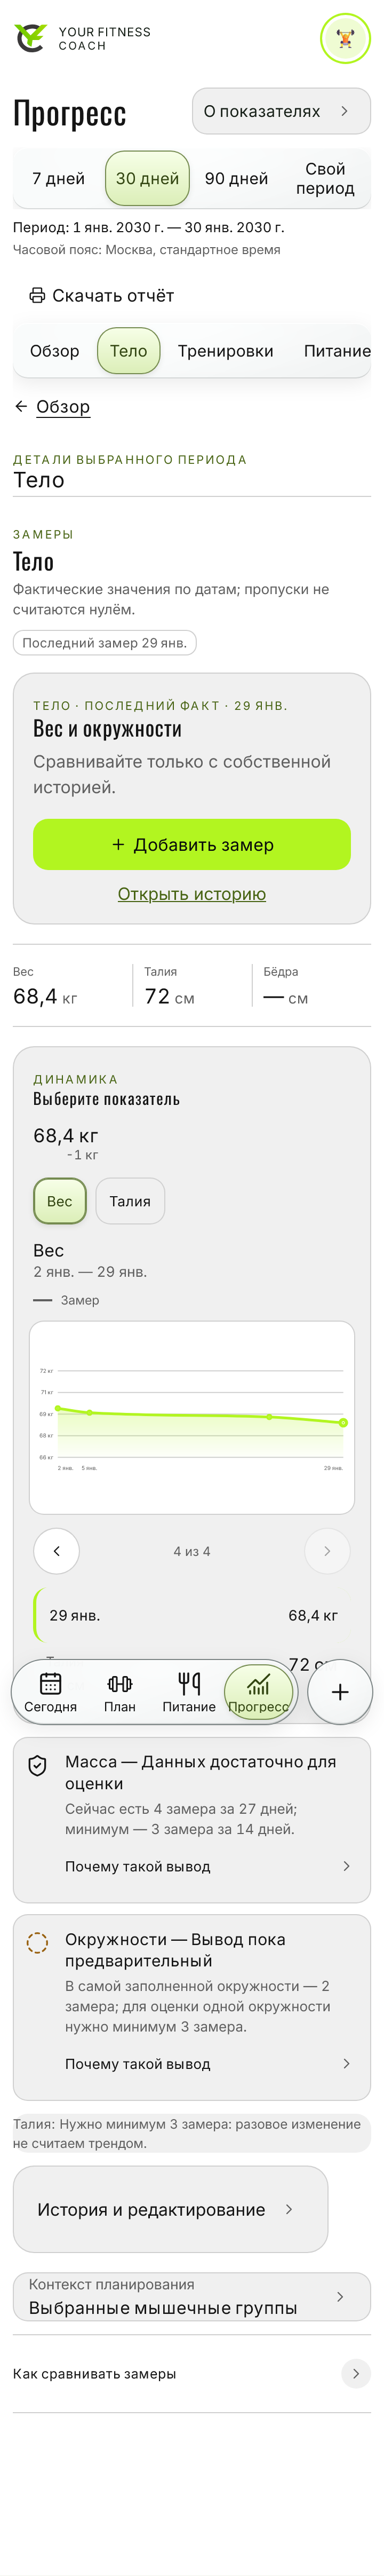 YOUR FITNESS
COACH
Прогресс
О показателях
7 дней
30 дней
90 дней
Свой
период
Период: 1 янв. 2030 г. — 30 янв. 2030 г.
Часовой пояс: Москва, стандартное время
Скачать отчёт
Обзор
Тело
Тренировки
Питание
Обзор
ДЕТАЛИ ВЫБРАННОГО ПЕРИОДА
Тело
ЗАМЕРЫ
Тело
Фактические значения по датам; пропуски не
считаются нулём.
Последний замер 29 янв.
ТЕЛО · ПОСЛЕДНИЙ ФАКТ · 29 ЯНВ.
Вес и окружности
Сравнивайте только с собственной
историей.
Добавить замер
Открыть историю
Вес
68,4 кг
Талия
72 см
Бёдра
— см
ДИНАМИКА
Выберите показатель
68,4 кг
-1 кг
Вес
Талия
Вес
2 янв. — 29 янв.
Замер
72 кг
71 кг
69 кг
68 кг
66 кг
2 янв.
5 янв.
29 янв.
4 из 4
29 янв.
68,4 кг
72
Сегодня
План
Питание
Прогресс
Масса — Данных достаточно для
оценки
Сейчас есть 4 замера за 27 дней;
минимум — 3 замера за 14 дней.
Почему такой вывод
Окружности — Вывод пока
предварительный
В самой заполненной окружности — 2
замера; для оценки одной окружности
нужно минимум 3 замера.
Почему такой вывод
Талия: Нужно минимум 3 замера: разовое изменение
не считаем трендом.
История и редактирование
Контекст планирования
Выбранные мышечные группы
Как сравнивать замеры